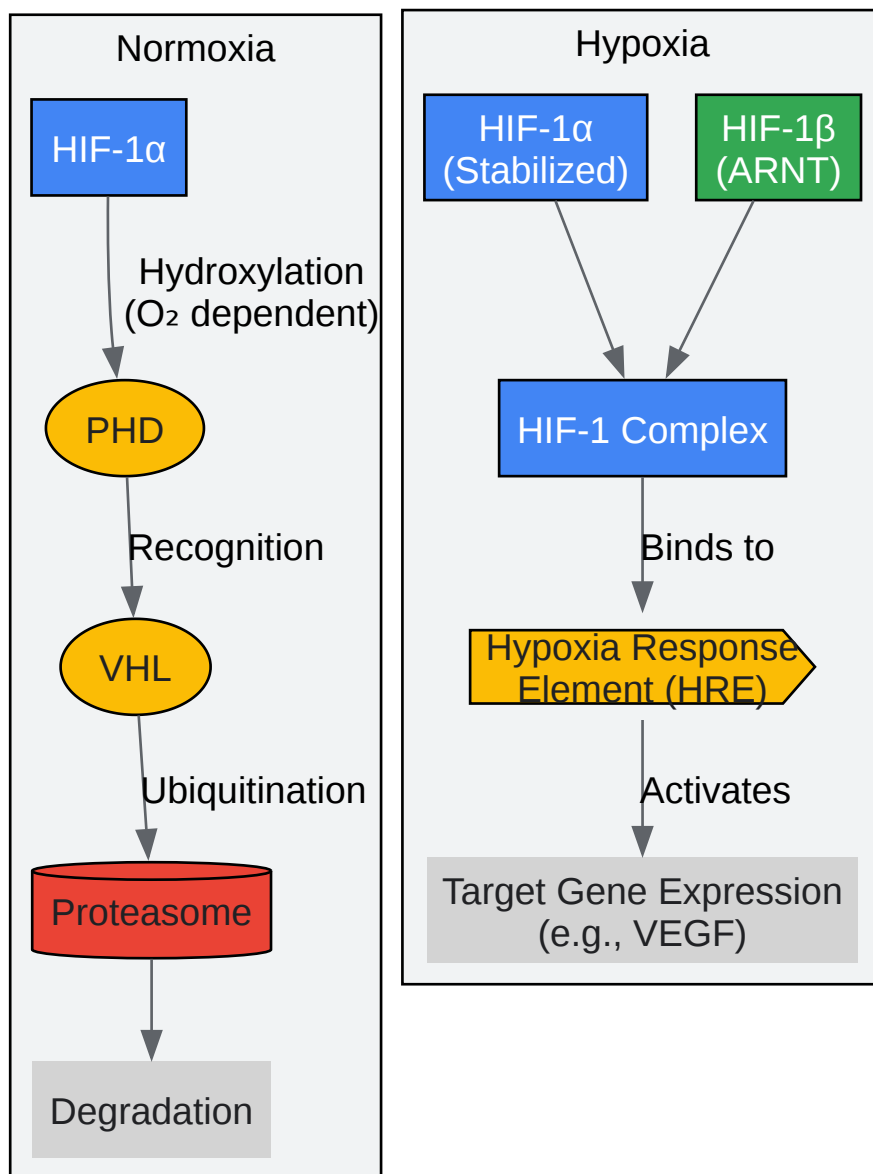 Normoxia
HIF-1α
Hydroxylation
(O₂ dependent)
PHD
Recognition
VHL
Ubiquitination
Proteasome
Degradation
Hypoxia
HIF-1α
(Stabilized)
HIF-1β
(ARNT)
HIF-1 Complex
Binds to
Hypoxia Response
Element (HRE)
Activates
Target Gene Expression
(e.g., VEGF)